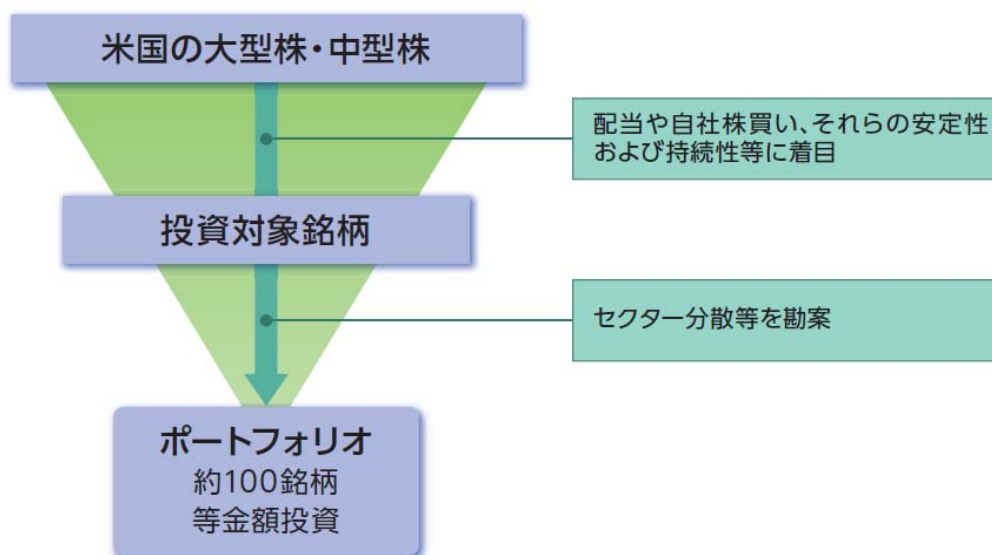 米国の大型株・中型株
配当や自社株買い、それらの安定性
および持続性等に着目
投資対象銘柄
セクター分散等を勘案
ポートフォリオ
約100銘柄
等金額投資